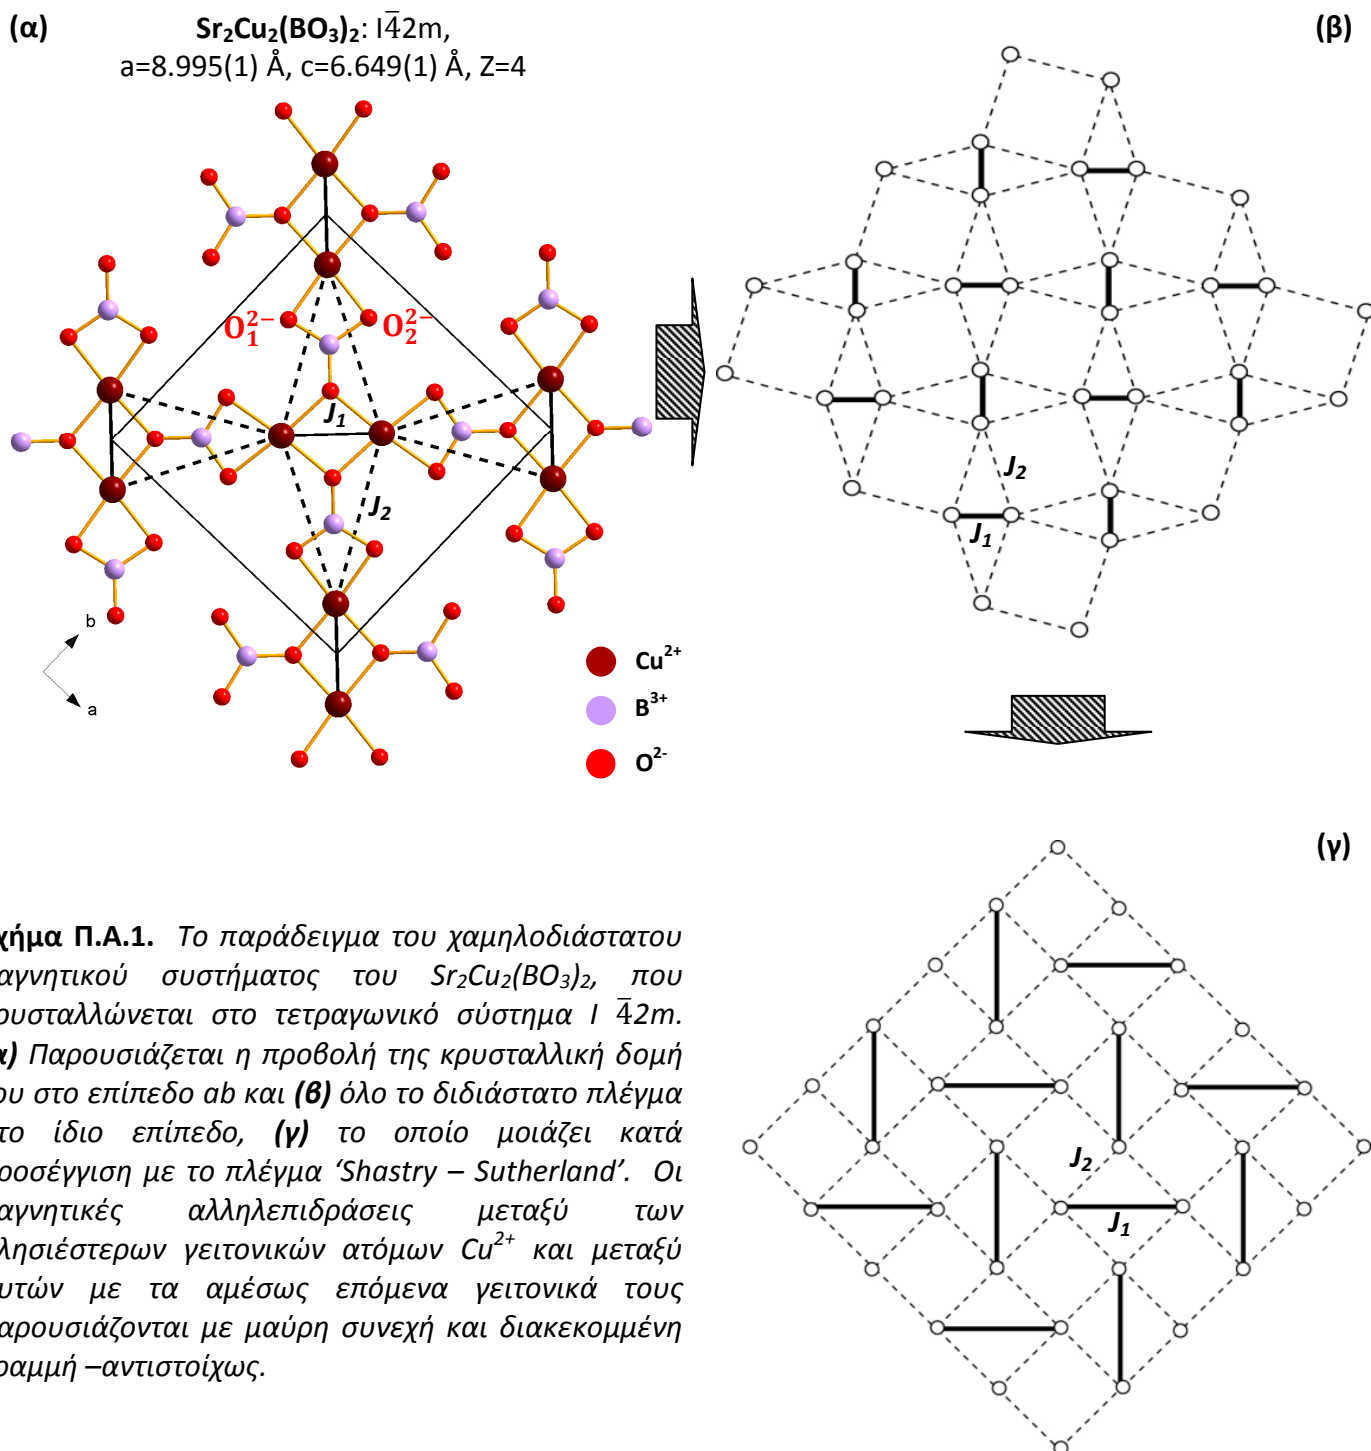 (α)
Sr₂Cu₂(BO₃)₂: I4̅2m,
a=8.995(1) Å, c=6.649(1) Å, Z=4
(β)
O₁²⁻ O₂²⁻
J₁
J₂
b
a
Cu²⁺
B³⁺
O²⁻
J₂
J₁
(γ)
J₂
J₁
χήμα Π.Α.1. Το παράδειγμα του χαμηλοδιάστατου
αγνητικού συστήματος του Sr₂Cu₂(BO₃)₂, που
ρυσταλλώνεται στο τετραγωνικό σύστημα I 4̅2m.
α) Παρουσιάζεται η προβολή της κρυσταλλική δομή
ου στο επίπεδο ab και (β) όλο το διδιάστατο πλέγμα
το ίδιο επίπεδο, (γ) το οποίο μοιάζει κατά
ροσέγγιση με το πλέγμα ‘Shastry – Sutherland’. Οι
αγνητικές αλληλεπιδράσεις μεταξύ των
λησιέστερων γειτονικών ατόμων Cu²⁺ και μεταξύ
υτών με τα αμέσως επόμενα γειτονικά τους
αρουσιάζονται με μαύρη συνεχή και διακεκομμένη
ραμμή –αντιστοίχως.